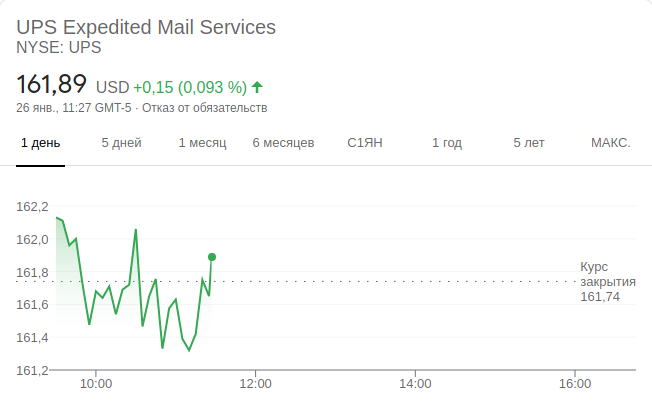 UPS Expedited Mail Services
NYSE: UPS
161,89 USD +0,15 (0,093 %)
26 янв., 11:27 GMT-5 · Отказ от обязательств
1 день 5 дней 1 месяц 6 месяцев С1ЯН 1 год 5 лет МАКС.
162,2
162,0
161,8
161,6
161,4
161,2
Курс
закрытия
161,74
10:00 12:00 14:00 16:00